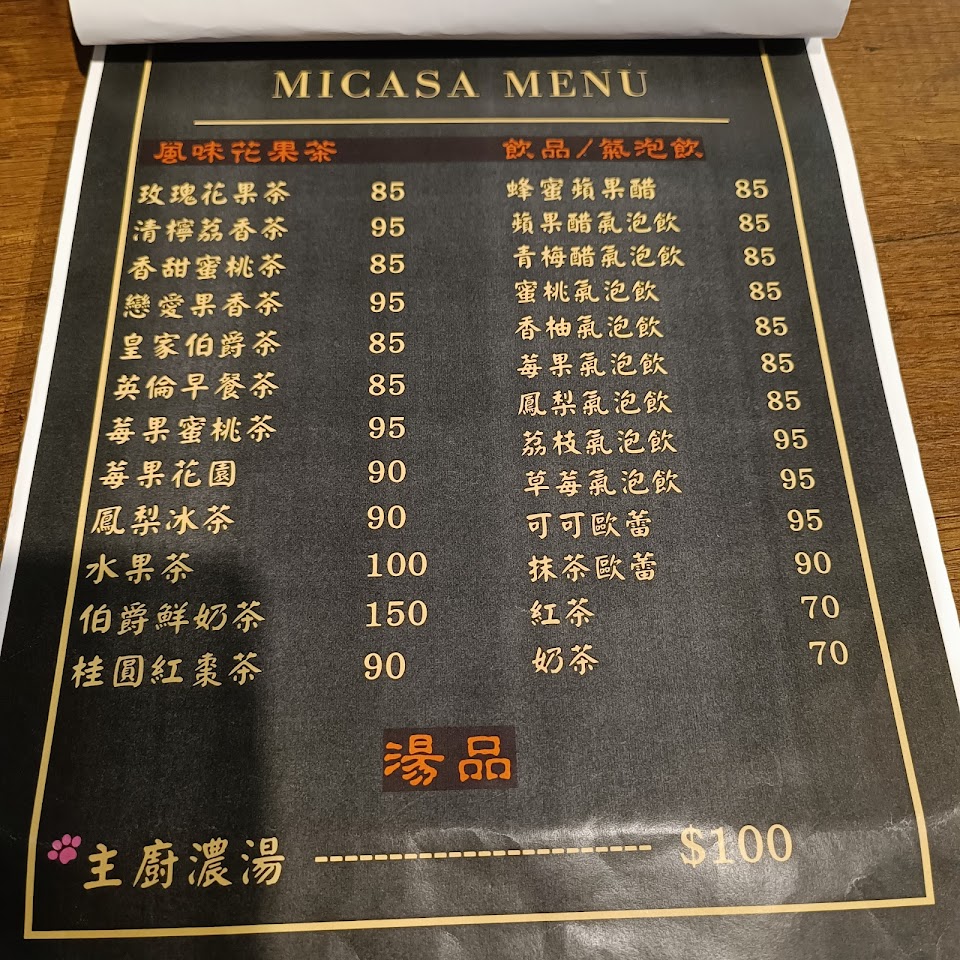 MICASA MENU
風味花果茶
玫瑰花果茶 85
清檸荔香茶 95
香甜蜜桃茶 85
戀愛果香茶 95
皇家伯爵茶 85
英倫早餐茶 85
莓果蜜桃茶 95
莓果花園 90
鳳梨冰茶 90
水果茶 100
伯爵鮮奶茶 150
桂圓紅棗茶 90
飲品/氣泡飲
蜂蜜蘋果醋 85
蘋果醋氣泡飲 85
青梅醋氣泡飲 85
蜜桃氣泡飲 85
香柚氣泡飲 85
莓果氣泡飲 85
鳳梨氣泡飲 85
荔枝氣泡飲 95
草莓氣泡飲 95
可可歐蕾 95
抹茶歐蕾 90
紅茶 70
奶茶 70
湯品
主廚濃湯 -------------------- $100